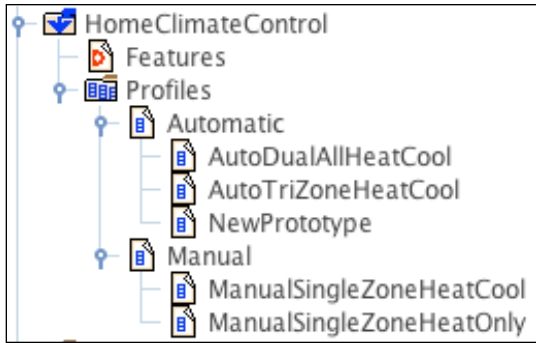 HomeClimateControl
Features
Profiles
Automatic
AutoDualAllHeatCool
AutoTriZoneHeatCool
NewPrototype
Manual
ManualSingleZoneHeatCool
ManualSingleZoneHeatOnly